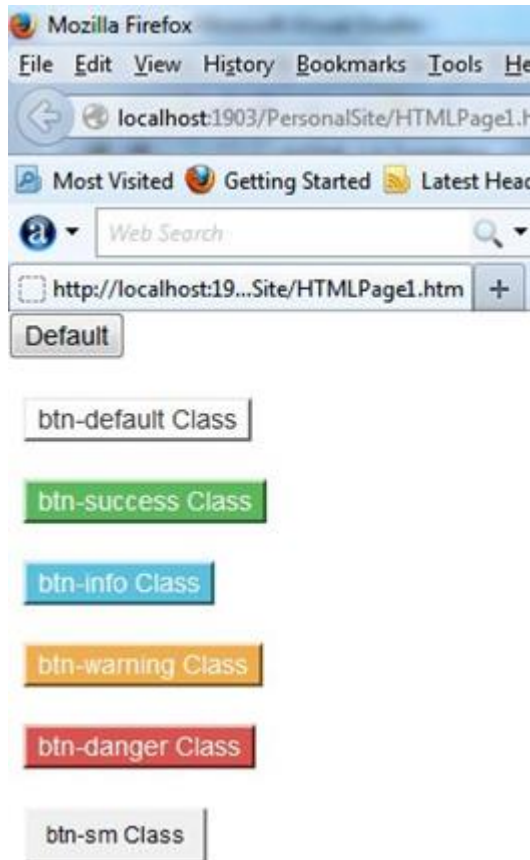 Mozilla Firefox
File Edit View History Bookmarks Tools He
localhost:1903/PersonalSite/HTMLPage1.h
Most Visited Getting Started Latest Head
a Web Search
http://localhost:19...Site/HTMLPage1.htm +
Default
btn-default Class
btn-success Class
btn-info Class
btn-warning Class
btn-danger Class
btn-sm Class